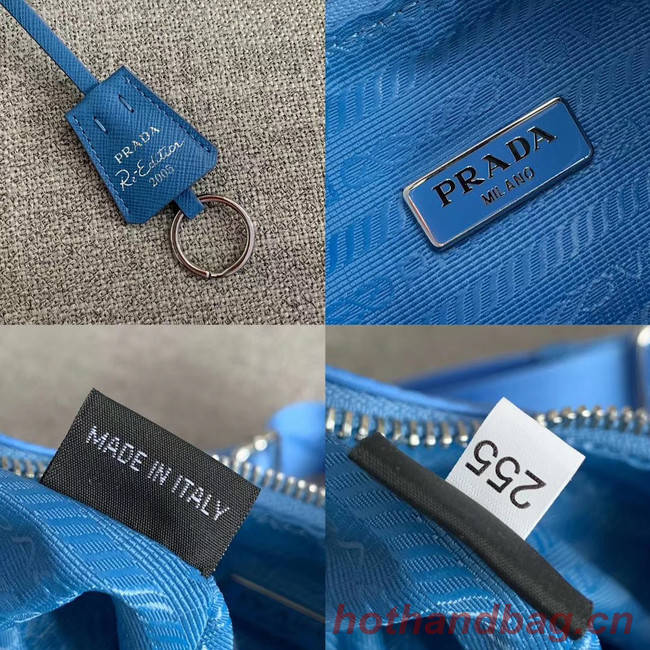 PRADA
Re-Edition
2005
PRADA
MILANO
MADE IN ITALY
255
hothandbag.cn